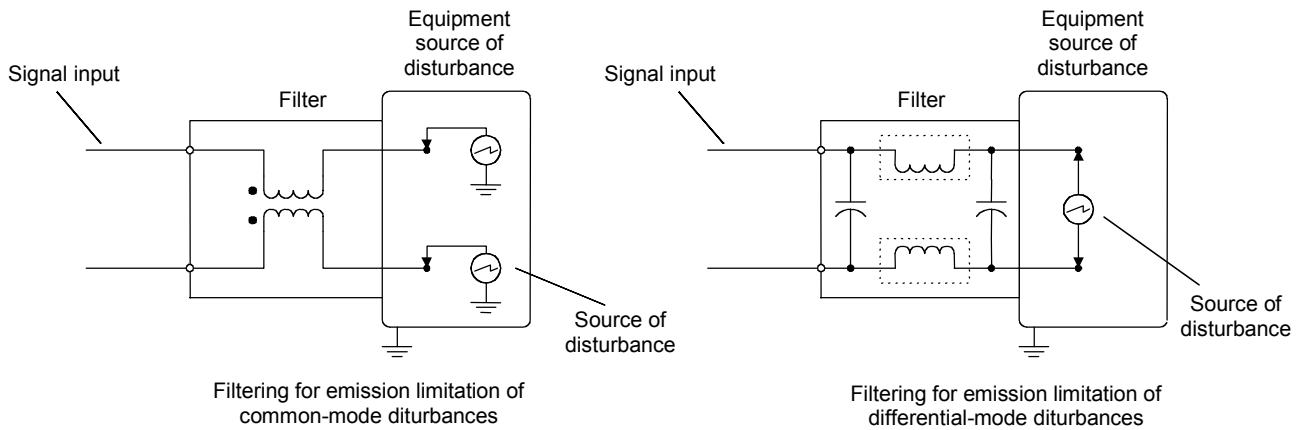 Equipment
source of
disturbance
Signal input
Filter
Source of
disturbance
Filtering for emission limitation of
common-mode diturbances
Equipment
source of
disturbance
Signal input
Filter
Source of
disturbance
Filtering for emission limitation of
differential-mode diturbances